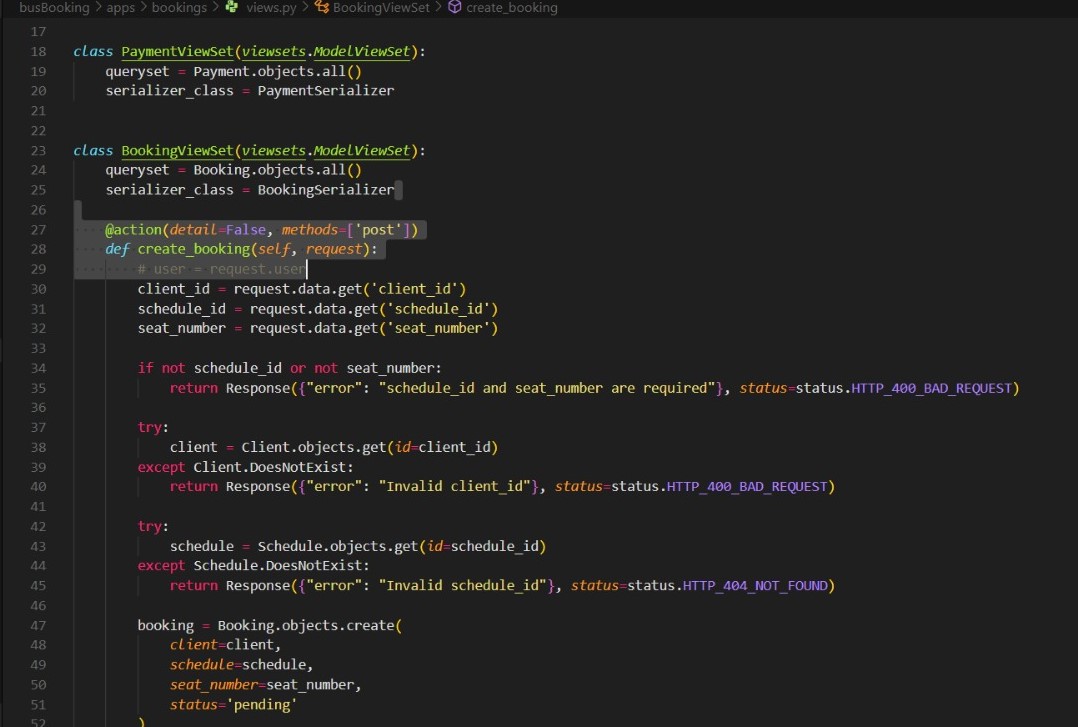 busBooking > apps > bookings > views.py > BookingViewSet > create_booking
17
18 class PaymentViewSet(viewsets.ModelViewSet):
19     queryset = Payment.objects.all()
20     serializer_class = PaymentSerializer
21
22
23 class BookingViewSet(viewsets.ModelViewSet):
24     queryset = Booking.objects.all()
25     serializer_class = BookingSerializer
26
27     @action(detail=False, methods=['post'])
28     def create_booking(self, request):
29         # user = request.user
30         client_id = request.data.get('client_id')
31         schedule_id = request.data.get('schedule_id')
32         seat_number = request.data.get('seat_number')
33
34         if not schedule_id or not seat_number:
35             return Response({"error": "schedule_id and seat_number are required"}, status=status.HTTP_400_BAD_REQUEST)
36
37         try:
38             client = Client.objects.get(id=client_id)
39         except Client.DoesNotExist:
40             return Response({"error": "Invalid client_id"}, status=status.HTTP_400_BAD_REQUEST)
41
42         try:
43             schedule = Schedule.objects.get(id=schedule_id)
44         except Schedule.DoesNotExist:
45             return Response({"error": "Invalid schedule_id"}, status=status.HTTP_404_NOT_FOUND)
46
47         booking = Booking.objects.create(
48             client=client,
49             schedule=schedule,
50             seat_number=seat_number,
51             status='pending'
52         )